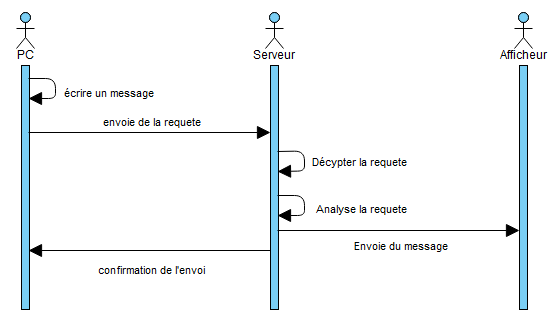 PC
Serveur
Afficheur
écrire un message
envoie de la requete
Décypter la requete
Analyse la requete
Envoie du message
confirmation de l'envoi